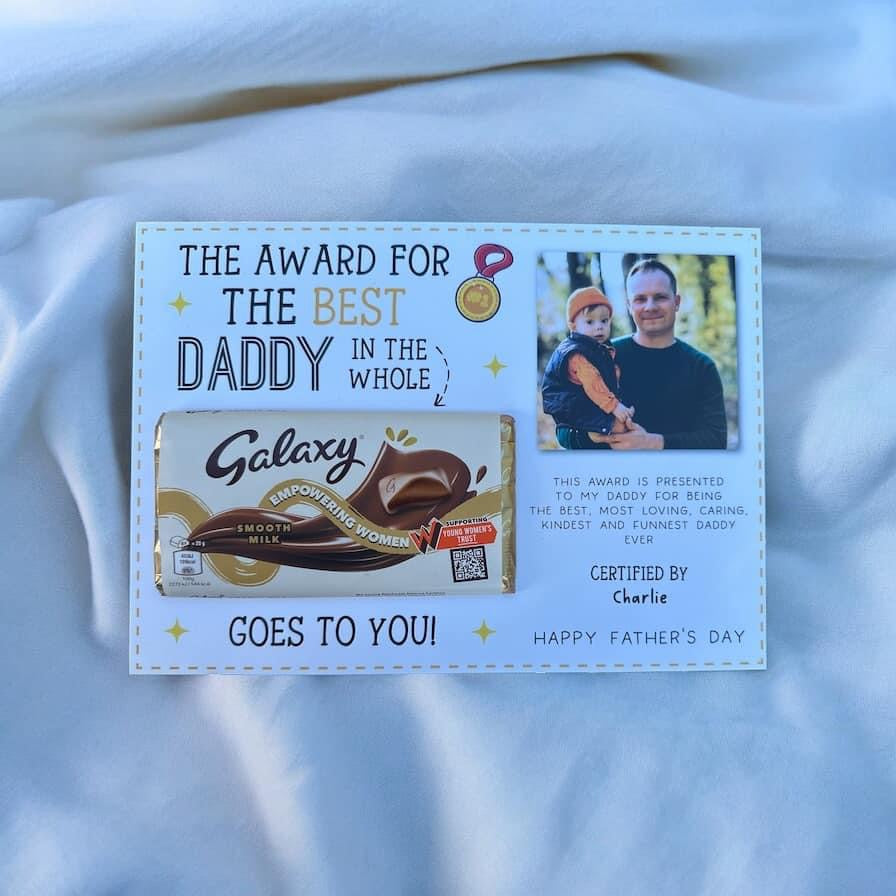 THE AWARD FOR
THE BEST
DADDY IN THE
WHOLE
Galaxy
EMPOWERING WOMEN
SMOOTH
MILK
SUPPORTING
YOUNG WOMEN'S
TRUST
100g
GOES TO YOU!
THIS AWARD IS PRESENTED
TO MY DADDY FOR BEING
THE BEST, MOST LOVING, CARING,
KINDEST AND FUNNEST DADDY
EVER
CERTIFIED BY
Charlie
HAPPY FATHER'S DAY